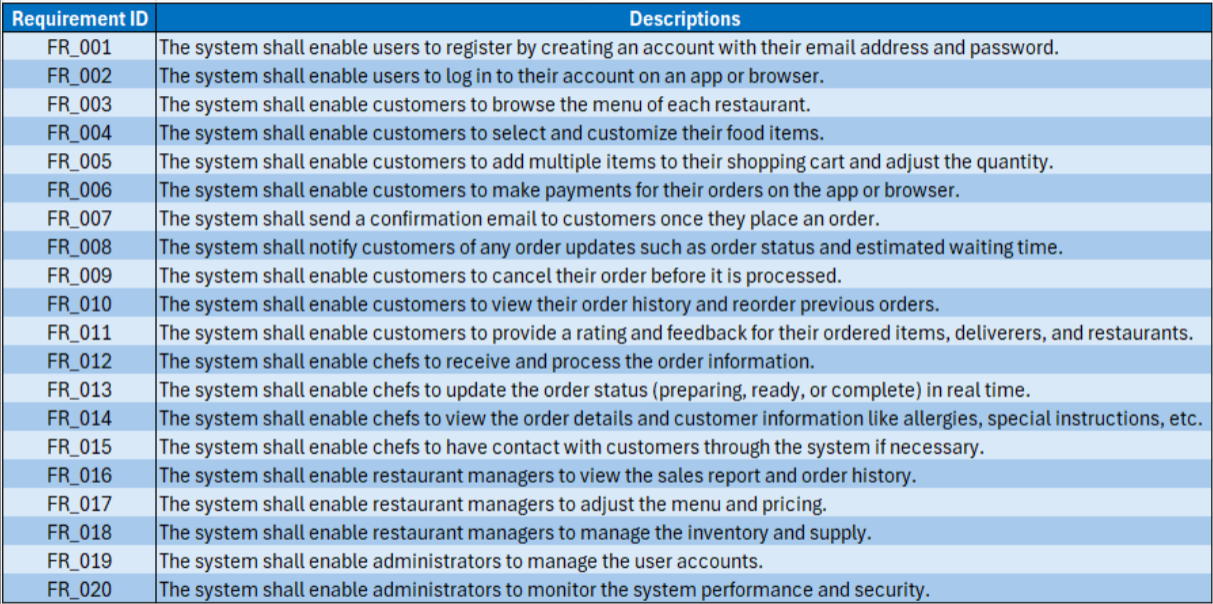 Requirement ID Descriptions
FR_001 The system shall enable users to register by creating an account with their email address and password.
FR_002 The system shall enable users to log in to their account on an app or browser.
FR_003 The system shall enable customers to browse the menu of each restaurant.
FR_004 The system shall enable customers to select and customize their food items.
FR_005 The system shall enable customers to add multiple items to their shopping cart and adjust the quantity.
FR_006 The system shall enable customers to make payments for their orders on the app or browser.
FR_007 The system shall send a confirmation email to customers once they place an order.
FR_008 The system shall notify customers of any order updates such as order status and estimated waiting time.
FR_009 The system shall enable customers to cancel their order before it is processed.
FR_010 The system shall enable customers to view their order history and reorder previous orders.
FR_011 The system shall enable customers to provide a rating and feedback for their ordered items, deliverers, and restaurants.
FR_012 The system shall enable chefs to receive and process the order information.
FR_013 The system shall enable chefs to update the order status (preparing, ready, or complete) in real time.
FR_014 The system shall enable chefs to view the order details and customer information like allergies, special instructions, etc.
FR_015 The system shall enable chefs to have contact with customers through the system if necessary.
FR_016 The system shall enable restaurant managers to view the sales report and order history.
FR_017 The system shall enable restaurant managers to adjust the menu and pricing.
FR_018 The system shall enable restaurant managers to manage the inventory and supply.
FR_019 The system shall enable administrators to manage the user accounts.
FR_020 The system shall enable administrators to monitor the system performance and security.